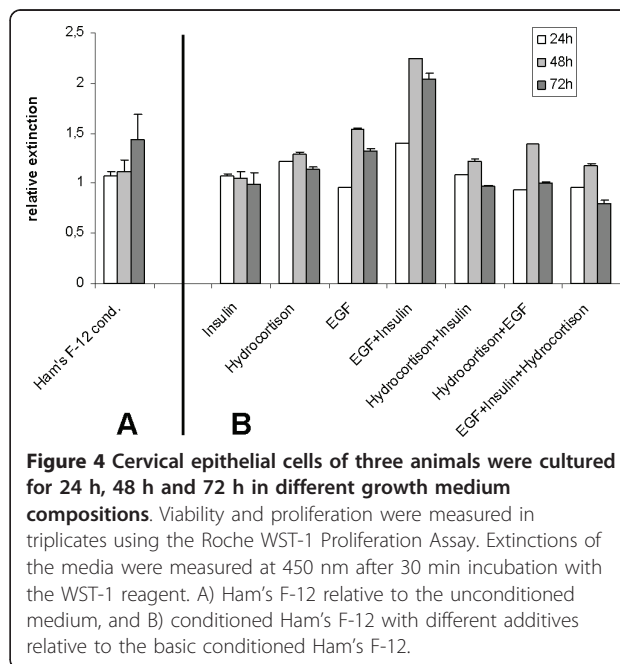 2,5
2
1,5
1
0,5
0
relative extinction
24h
48h
72h
Ham's F-12 cond.
Insulin
Hydrocortison
EGF
EGF+Insulin
Hydrocortison+Insulin
Hydrocortison+EGF
EGF+Insulin+Hydrocortison
A
B
Figure 4 Cervical epithelial cells of three animals were cultured
for 24 h, 48 h and 72 h in different growth medium
compositions. Viability and proliferation were measured in
triplicates using the Roche WST-1 Proliferation Assay. Extinctions of
the media were measured at 450 nm after 30 min incubation with
the WST-1 reagent. A) Ham's F-12 relative to the unconditioned
medium, and B) conditioned Ham's F-12 with different additives
relative to the basic conditioned Ham's F-12.